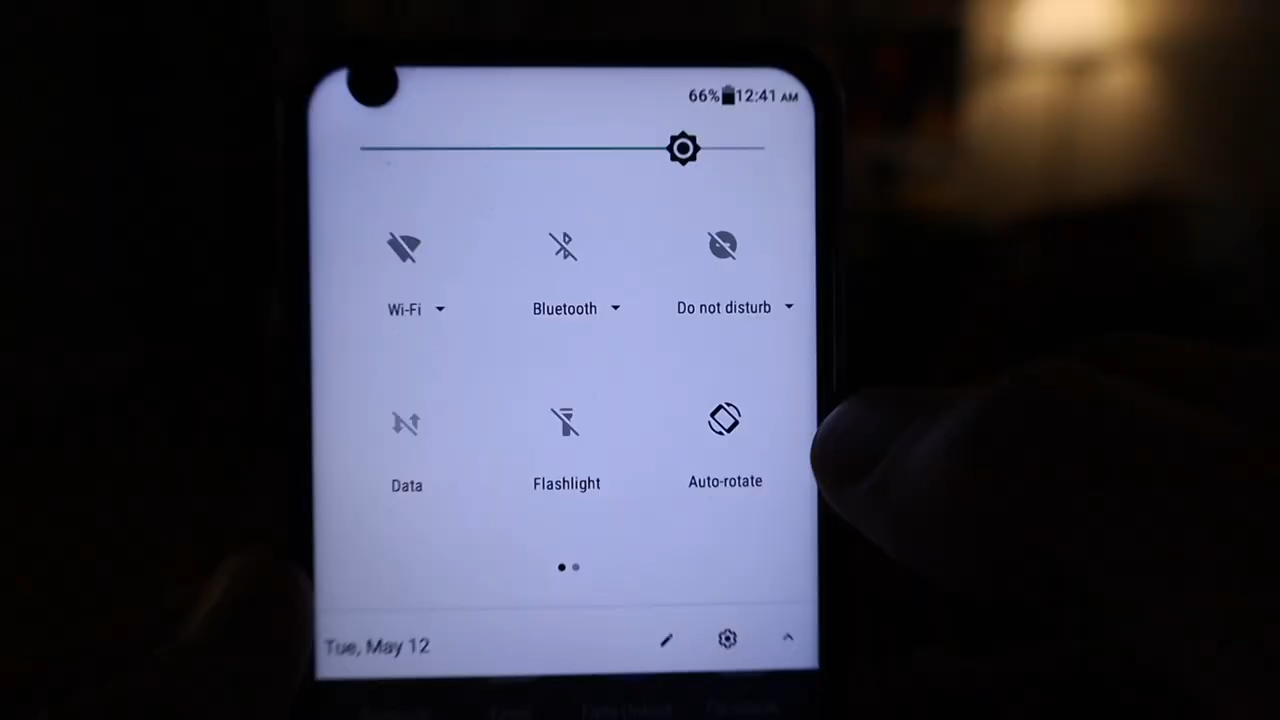 66% 12:41 AM
Wi-Fi Bluetooth Do not disturb
Data Flashlight Auto-rotate
Tue, May 12